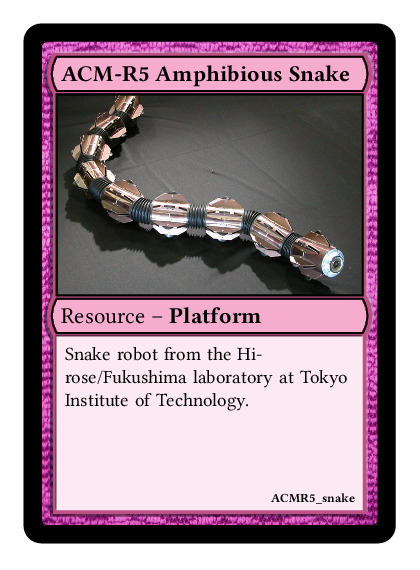 ACM-R5 Amphibious Snake
Resource – Platform
Snake robot from the Hi-
rose/Fukushima laboratory at Tokyo
Institute of Technology.
ACMR5_snake